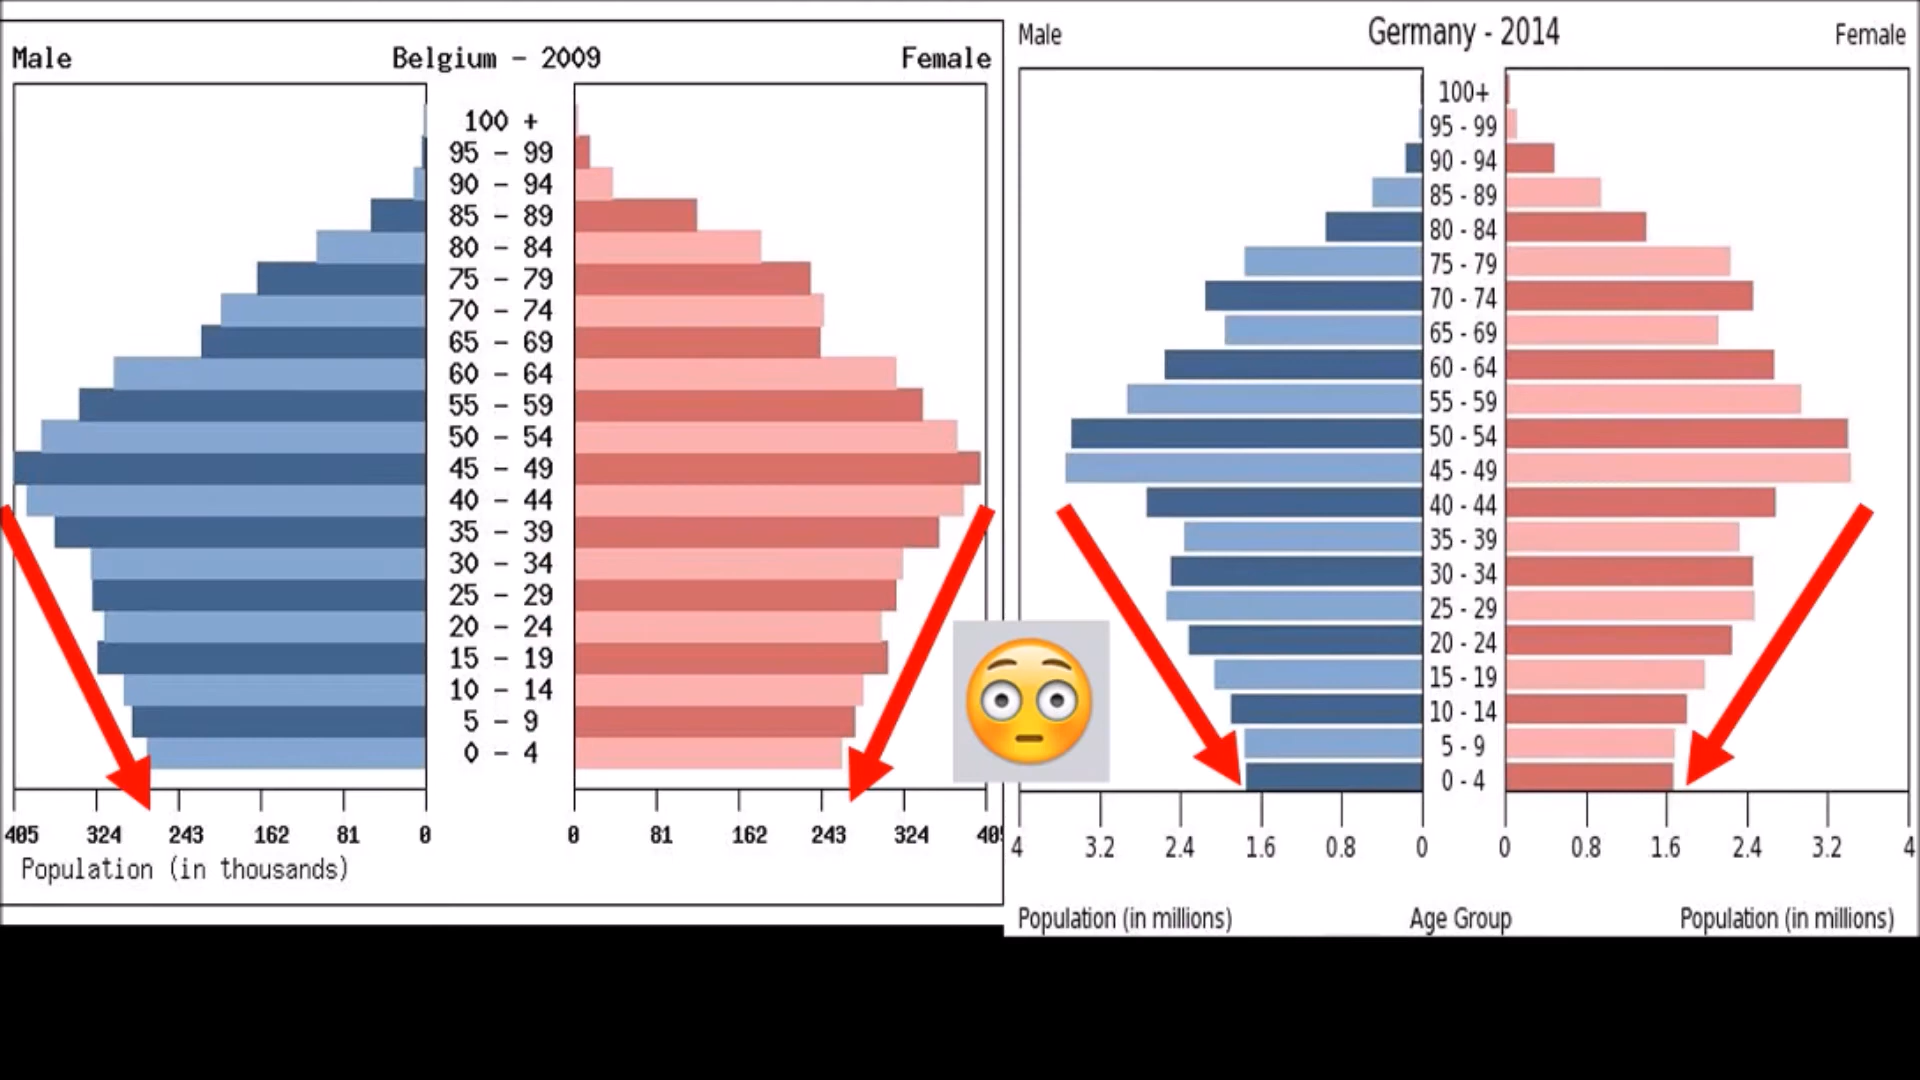 Male Belgium - 2009 Female
100 +
95 - 99
90 - 94
85 - 89
80 - 84
75 - 79
70 - 74
65 - 69
60 - 64
55 - 59
50 - 54
45 - 49
40 - 44
35 - 39
30 - 34
25 - 29
20 - 24
15 - 19
10 - 14
5 - 9
0 - 4
405 324 243 162 81 0 0 81 162 243 324 405
Population (in thousands)
Male Germany - 2014 Female
100+
95 - 99
90 - 94
85 - 89
80 - 84
75 - 79
70 - 74
65 - 69
60 - 64
55 - 59
50 - 54
45 - 49
40 - 44
35 - 39
30 - 34
25 - 29
20 - 24
15 - 19
10 - 14
5 - 9
0 - 4
4 3.2 2.4 1.6 0.8 0 0 0.8 1.6 2.4 3.2 4
Population (in millions) Age Group Population (in millions)